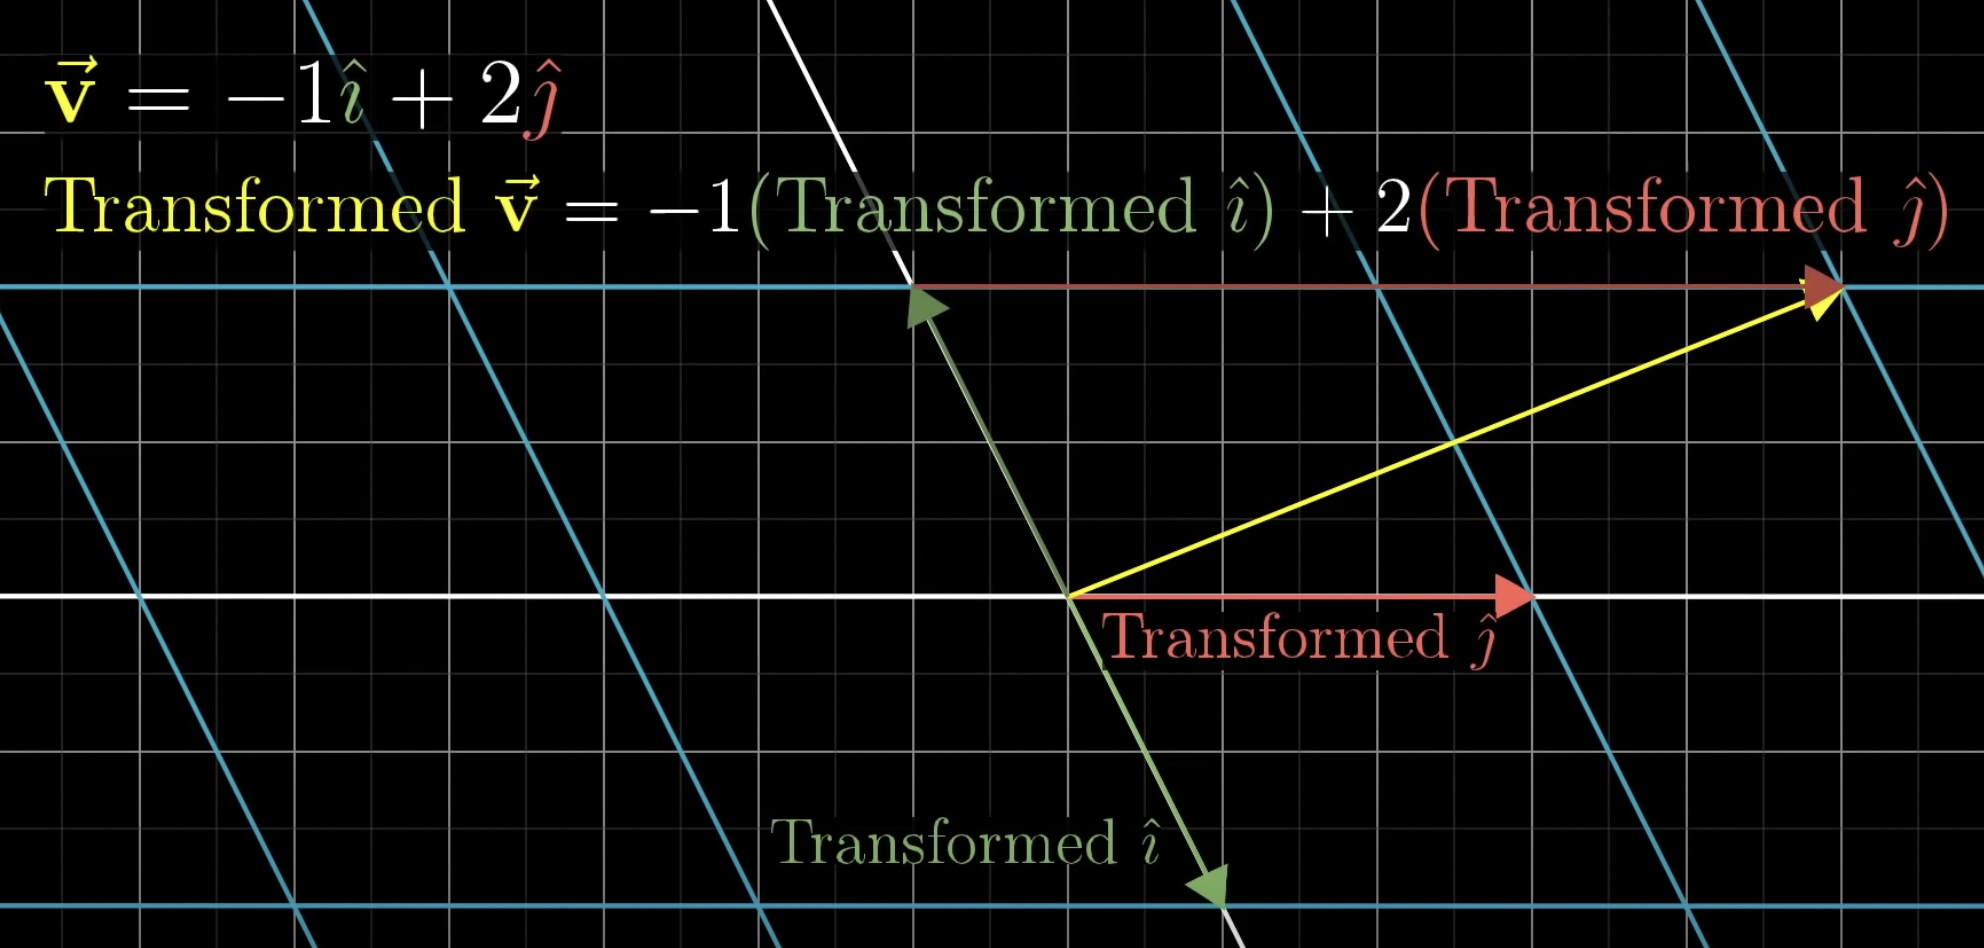 v⃗ = −1î + 2ĵ
Transformed v⃗ = −1(Transformed î) + 2(Transformed ĵ)
Transformed ĵ
Transformed î